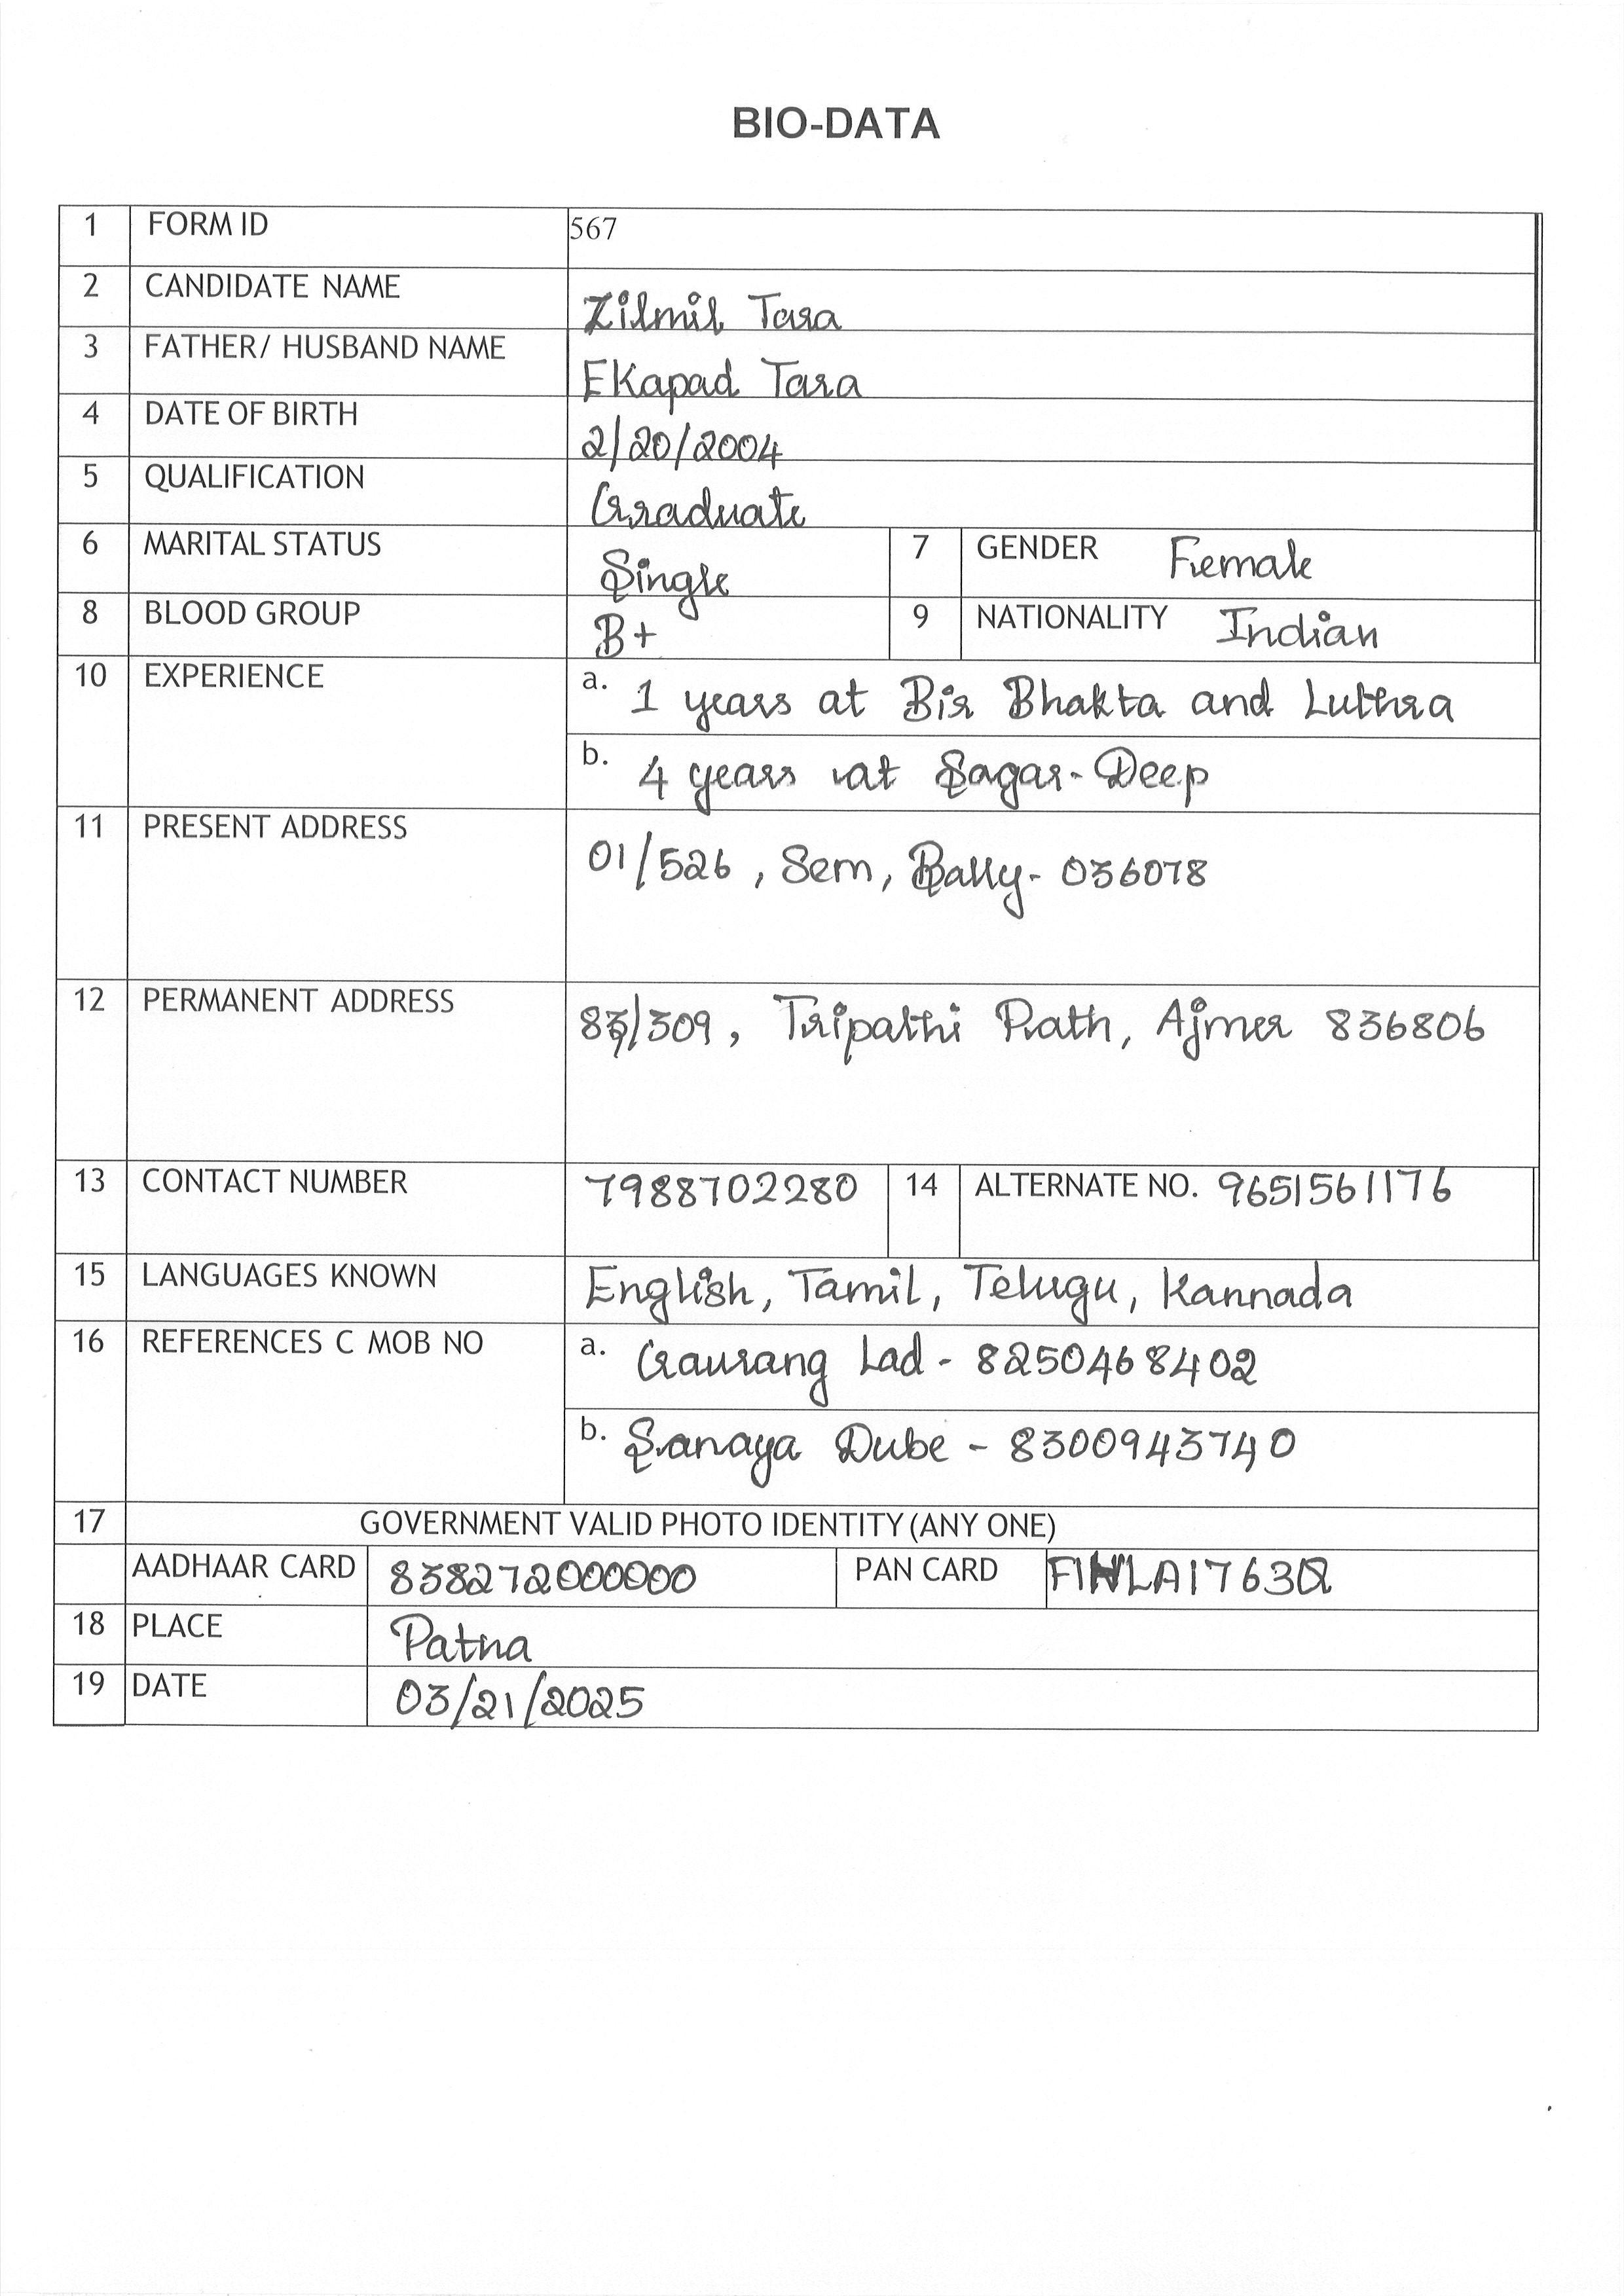 BIO-DATA
1 FORM ID 567
2 CANDIDATE NAME Zilmil Tara
3 FATHER/ HUSBAND NAME EKapad Tara
4 DATE OF BIRTH 2/20/2004
5 QUALIFICATION Graduate
6 MARITAL STATUS Single 7 GENDER Female
8 BLOOD GROUP B+ 9 NATIONALITY Indian
10 EXPERIENCE a. 1 years at Bir Bhakta and Luthra
b. 4 years at Sagar-Deep
11 PRESENT ADDRESS 01/526, Sem, Bally- 036078
12 PERMANENT ADDRESS 83/309, Tripathi Path, Ajmer 836806
13 CONTACT NUMBER 7988702280 14 ALTERNATE NO. 9651561176
15 LANGUAGES KNOWN English, Tamil, Telugu, Kannada
16 REFERENCES C MOB NO a. Gaurang Lad - 8250468402
b. Sanaya Dube - 8300943740
17 GOVERNMENT VALID PHOTO IDENTITY (ANY ONE)
AADHAAR CARD 838272000000 PAN CARD
18 PLACE Patna
19 DATE 03/21/2025